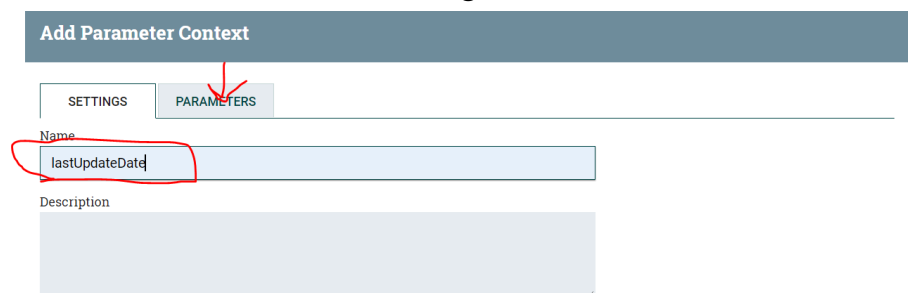 Add Parameter Context
SETTINGS PARAMETERS
Name
lastUpdateDate
Description